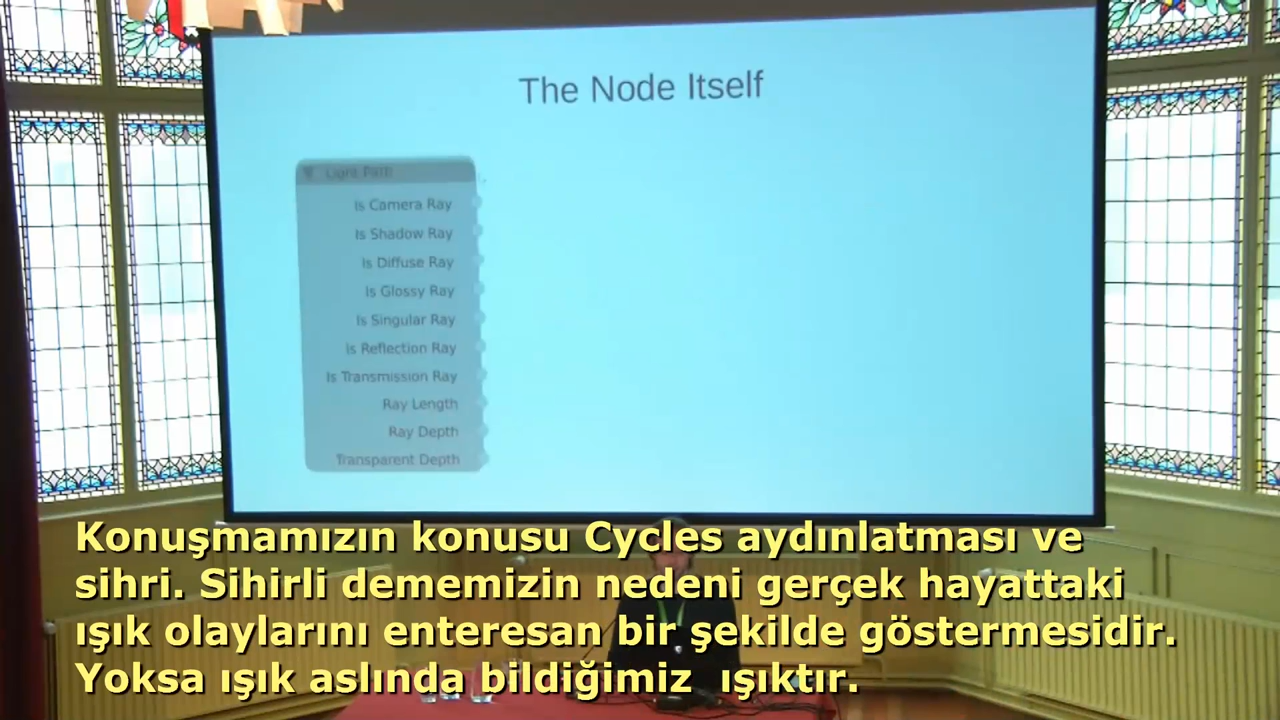 The Node Itself
Light Path
Is Camera Ray
Is Shadow Ray
Is Diffuse Ray
Is Glossy Ray
Is Singular Ray
Is Reflection Ray
Is Transmission Ray
Ray Length
Ray Depth
Transparent Depth
Konuşmamızın konusu Cycles aydınlatması ve
sihri. Sihirli dememizin nedeni gerçek hayattaki
ışık olaylarını enteresan bir şekilde göstermesidir.
Yoksa ışık aslında bildiğimiz ışıktır.